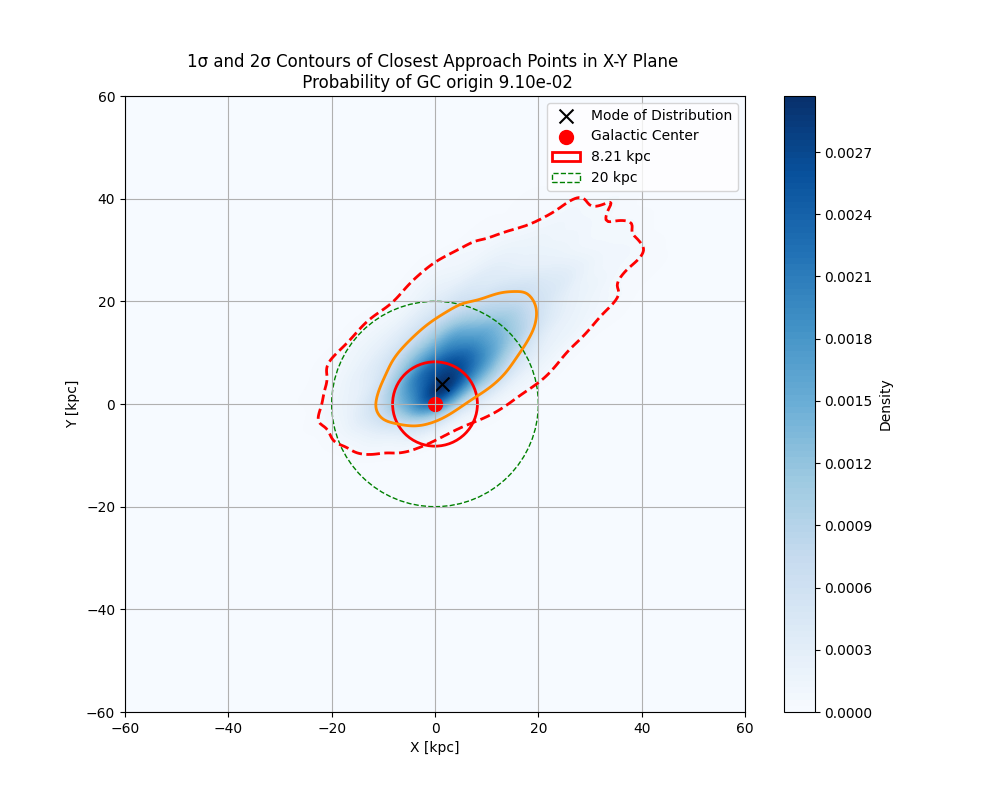 1σ and 2σ Contours of Closest Approach Points in X-Y Plane
Probability of GC origin 9.10e-02
Mode of Distribution
Galactic Center
8.21 kpc
20 kpc
60
40
20
0
−20
−40
−60
Y [kpc]
−60
−40
−20
0
20
40
60
X [kpc]
0.0027
0.0024
0.0021
0.0018
0.0015
0.0012
0.0009
0.0006
0.0003
0.0000
Density